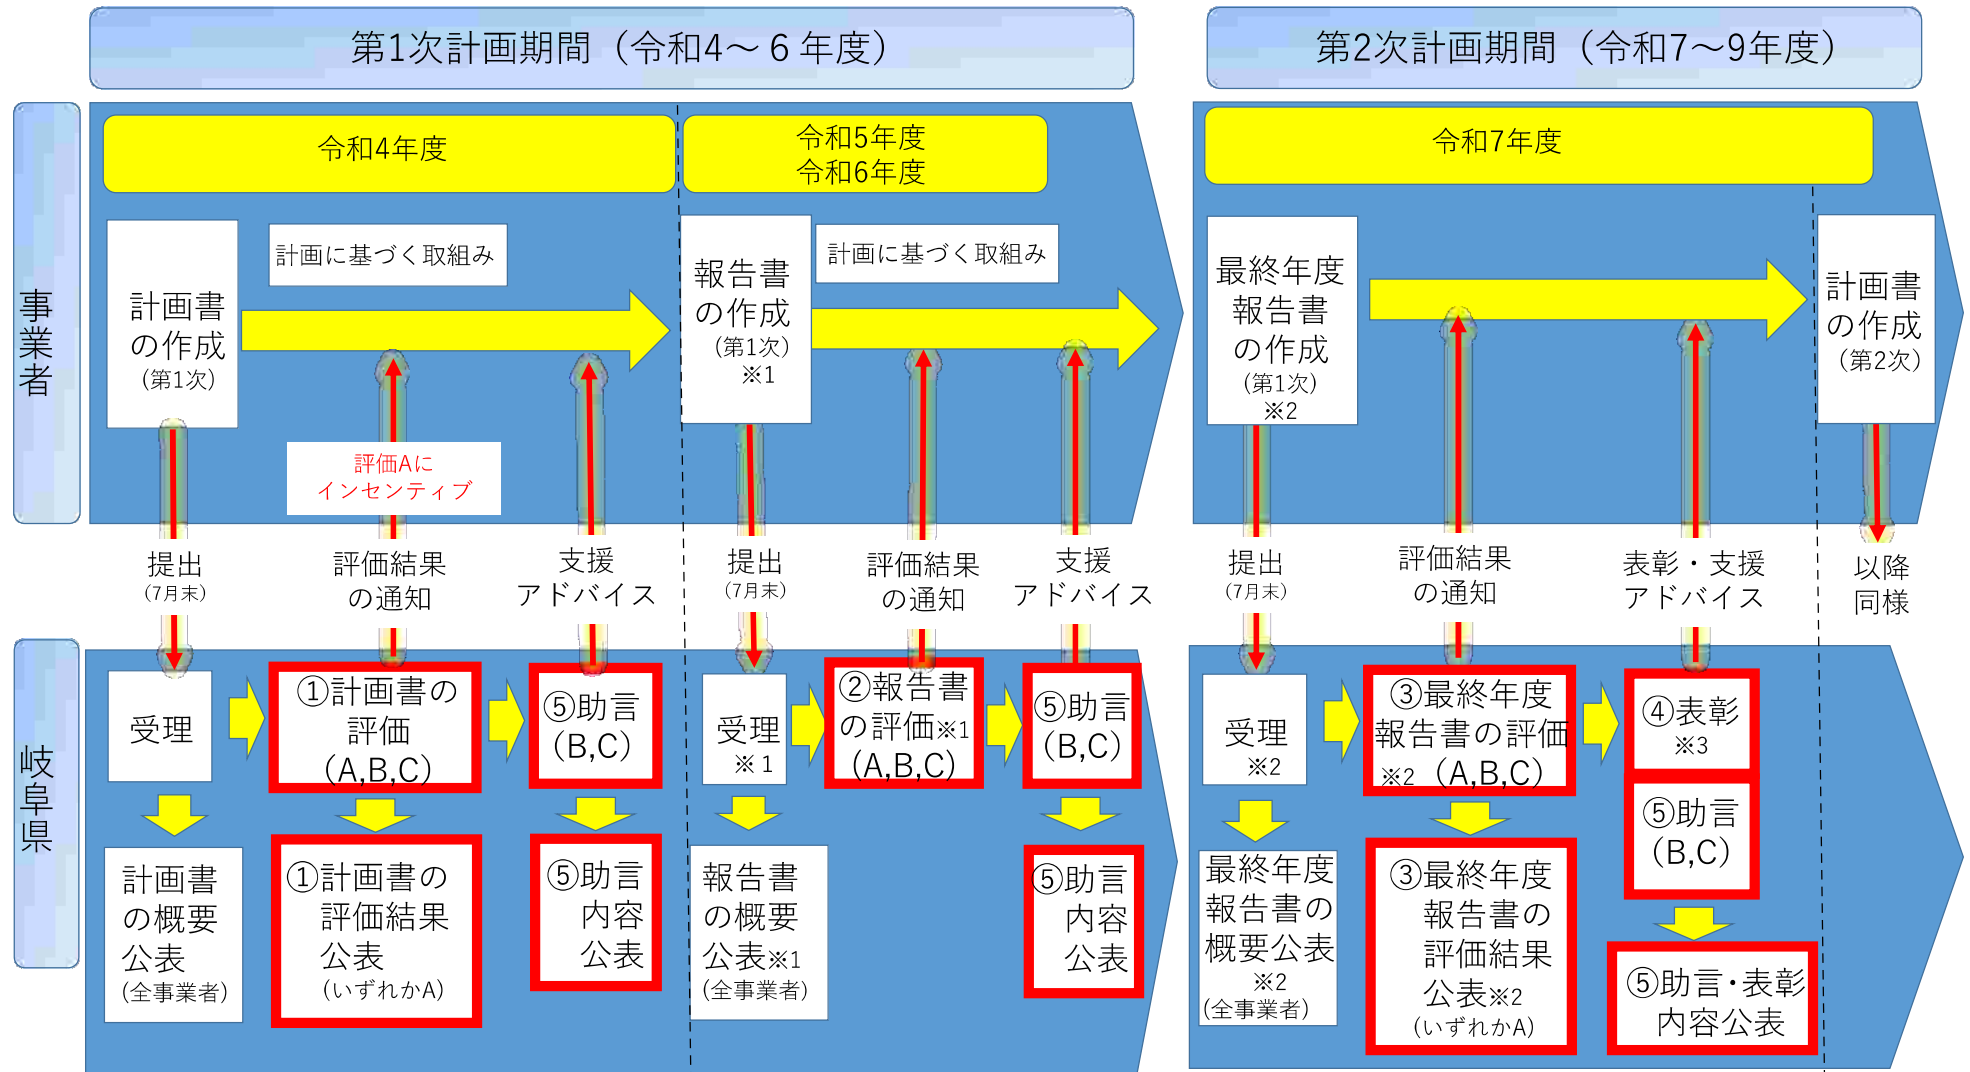 第1次計画期間（令和4～６年度）
第2次計画期間（令和7～9年度）
事業者
令和4年度
令和5年度
令和6年度
令和7年度
計画書
の作成
(第1次)
計画に基づく取組み
報告書
の作成
(第1次)
※1
計画に基づく取組み
最終年度
報告書
の作成
(第1次)
※2
計画書
の作成
(第2次)
評価Aに
インセンティブ
提出
(7月末)
評価結果
の通知
支援
アドバイス
提出
(7月末)
評価結果
の通知
支援
アドバイス
提出
(7月末)
評価結果
の通知
表彰・支援
アドバイス
以降
同様
岐阜県
受理
①計画書の
評価
(A,B,C)
⑤助言
(B,C)
受理
※１
②報告書
の評価※1
(A,B,C)
⑤助言
(B,C)
受理
※2
③最終年度
報告書の評価
※2 (A,B,C)
④表彰
※3
⑤助言
(B,C)
計画書
の概要
公表
(全事業者)
①計画書の
評価結果
公表
(いずれかA)
⑤助言
内容
公表
報告書
の概要
公表※1
(全事業者)
⑤助言
内容
公表
最終年度
報告書の
概要公表
※2
(全事業者)
③最終年度
報告書の
評価結果
公表※2
(いずれかA)
⑤助言・表彰
内容公表